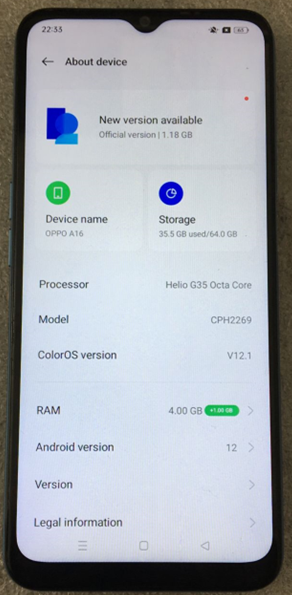 22:33
About device
New version available
Official version | 1.18 GB
Device name
OPPO A16
Storage
35.5 GB used/64.0 GB
Processor Helio G35 Octa Core
Model CPH2269
ColorOS version V12.1
RAM 4.00 GB +1.00 GB
Android version 12
Version
Legal information